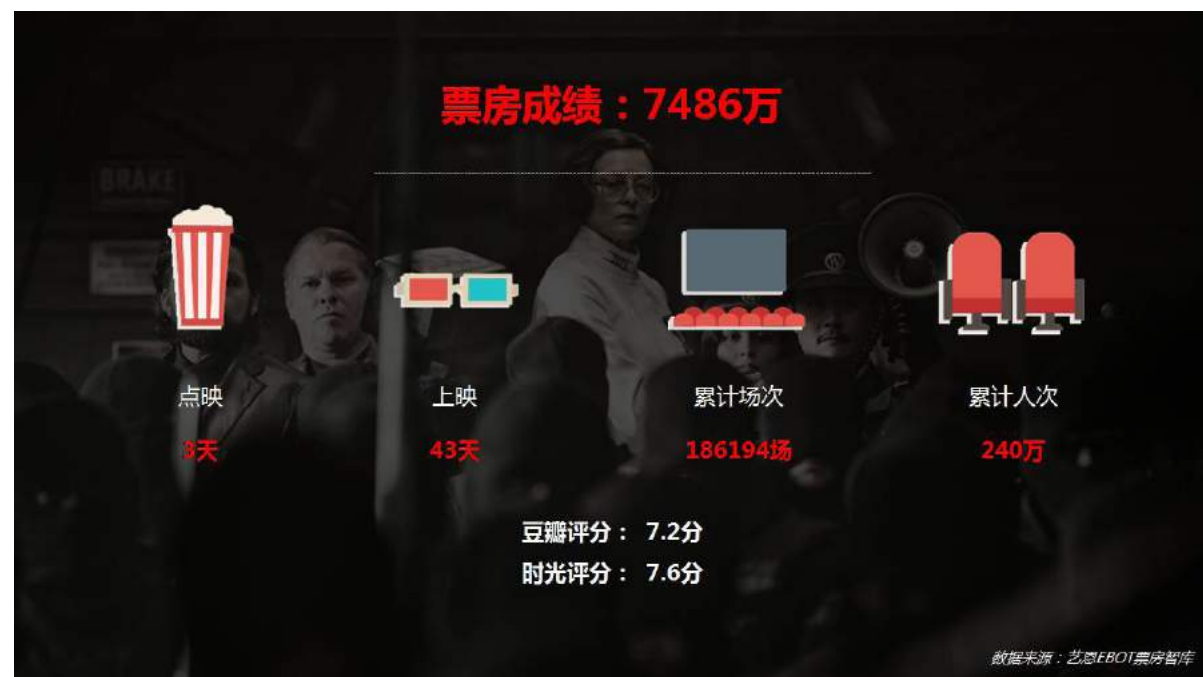 票房成绩：7486万
BRAKE
点映 上映 累计场次 累计人次
3天 43天 186194场 240万
豆瓣评分： 7.2分
时光评分： 7.6分
数据来源：艺恩EBOT票房智库